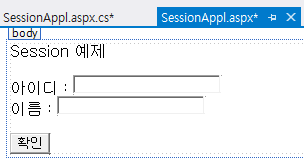 SessionAppl.aspx.cs*
SessionAppl.aspx*
body
Session 예제
아이디 :
이름 :
확인